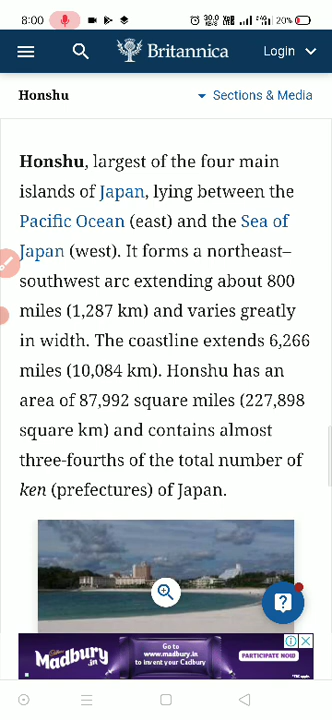 8:00 20%
Britannica Login
Honshu Sections & Media
Honshu, largest of the four main
islands of Japan, lying between the
Pacific Ocean (east) and the Sea of
Japan (west). It forms a northeast–
southwest arc extending about 800
miles (1,287 km) and varies greatly
in width. The coastline extends 6,266
miles (10,084 km). Honshu has an
area of 87,992 square miles (227,898
square km) and contains almost
three-fourths of the total number of
ken (prefectures) of Japan.
?
Cadbury
Madbury.in
Go to
www.madbury.in
to invent your Cadbury
PARTICIPATE NOW